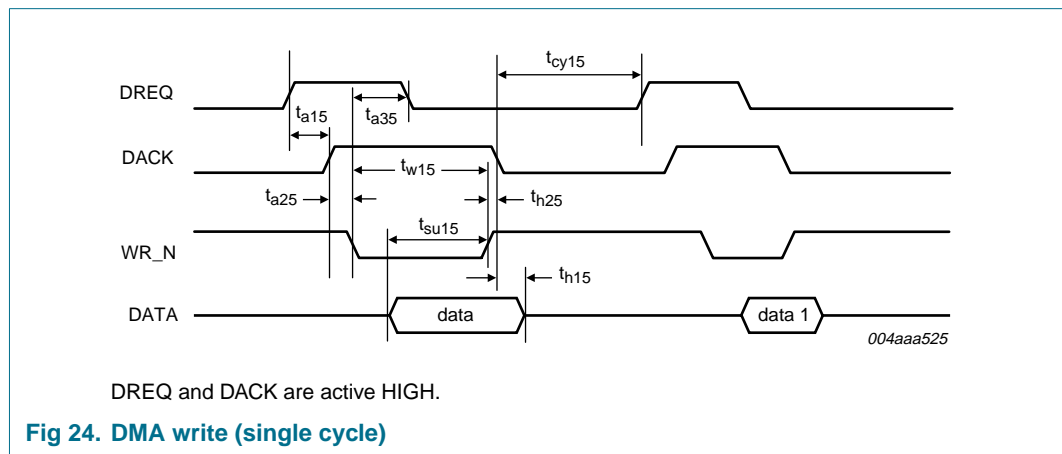 t_cy15
DREQ
t_a15
t_a35
DACK
t_w15
t_a25
t_h25
t_su15
WR_N
t_h15
DATA
data
data 1
004aaa525
DREQ and DACK are active HIGH.
Fig 24. DMA write (single cycle)